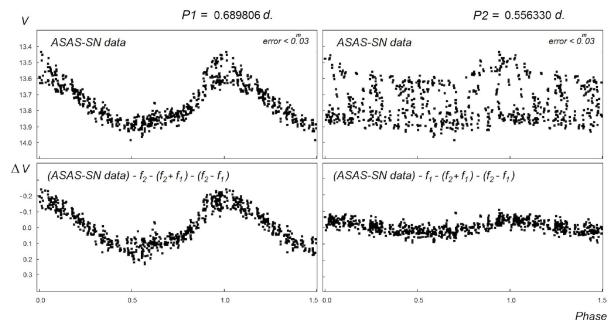 P1 = 0.689806 d. P2 = 0.556330 d.
V
ASAS-SN data
error < 0.03 m
ASAS-SN data
error < 0.03 m
13.4
13.5
13.6
13.7
13.8
13.9
14.0
ΔV
(ASAS-SN data) - f2 - (f2+ f1) - (f2 - f1)
(ASAS-SN data) - f1 - (f2+ f1) - (f2 - f1)
-0.2
-0.1
0.0
0.1
0.2
0.3
0.0 0.5 1.0 1.5 0.0 0.5 1.0 1.5
Phase